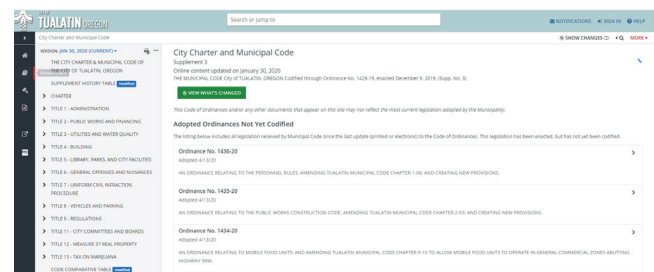 CITY OF
TUALATIN OREGON
Search or jump to
NOTIFICATIONS SIGN IN HELP
City Charter and Municipal Code
SHOW CHANGES MORE
VERSION: JAN 30, 2020 (CURRENT)
THE CITY CHARTER & MUNICIPAL CODE OF
THE CITY OF TUALATIN, OREGON
SUPPLEMENT HISTORY TABLE modified
CHARTER
TITLE 1 - ADMINISTRATION
TITLE 2 - PUBLIC WORKS AND FINANCING
TITLE 3 - UTILITIES AND WATER QUALITY
TITLE 4 - BUILDING
TITLE 5 - LIBRARY, PARKS, AND CITY FACILITIES
TITLE 6 - GENERAL OFFENSES AND NUISANCES
TITLE 7 - UNIFORM CIVIL INFRACTION
PROCEDURE
TITLE 8 - VEHICLES AND PARKING
TITLE 9 - REGULATIONS
TITLE 11 - CITY COMMITTEES AND BOARDS
TITLE 12 - MEASURE 37 REAL PROPERTY
TITLE 13 - TAX ON MARIJUANA
CODE COMPARATIVE TABLE modified
City Charter and Municipal Code
Supplement 3
Online content updated on January 30, 2020
THE MUNICIPAL CODE City of TUALATIN, OREGON Codified through Ordinance No. 1429-19, enacted December 9, 2019. (Supp. No. 3)
VIEW WHAT'S CHANGED
This Code of Ordinances and/or any other documents that appear on this site may not reflect the most current legislation adopted by the Municipality.
Adopted Ordinances Not Yet Codified
The listing below includes all legislation received by Municipal Code since the last update (printed or electronic) to the Code of Ordinances. This legislation has been enacted, but has not yet been codified.
Ordinance No. 1436-20
Adopted 4/13/20
AN ORDINANCE RELATING TO THE PERSONNEL RULES; AMENDING TUALATIN MUNICIPAL CODE CHAPTER 1-06; AND CREATING NEW PROVISIONS.
Ordinance No. 1435-20
Adopted 4/13/20
AN ORDINANCE RELATING TO THE PUBLIC WORKS CONSTRUCTION CODE; AMENDING TUALATIN MUNICIPAL CODE CHAPTER 2-03; AND CREATING NEW PROVISIONS.
Ordinance No. 1434-20
Adopted 4/13/20
AN ORDINANCE RELATING TO MOBILE FOOD UNITS; AND AMENDING TUALATIN MUNICIPAL CODE CHAPTER 9-10 TO ALLOW MOBILE FOOD UNITS TO OPERATE IN GENERAL COMMERCIAL ZONES ABUTTING
HIGHWAY 99W.